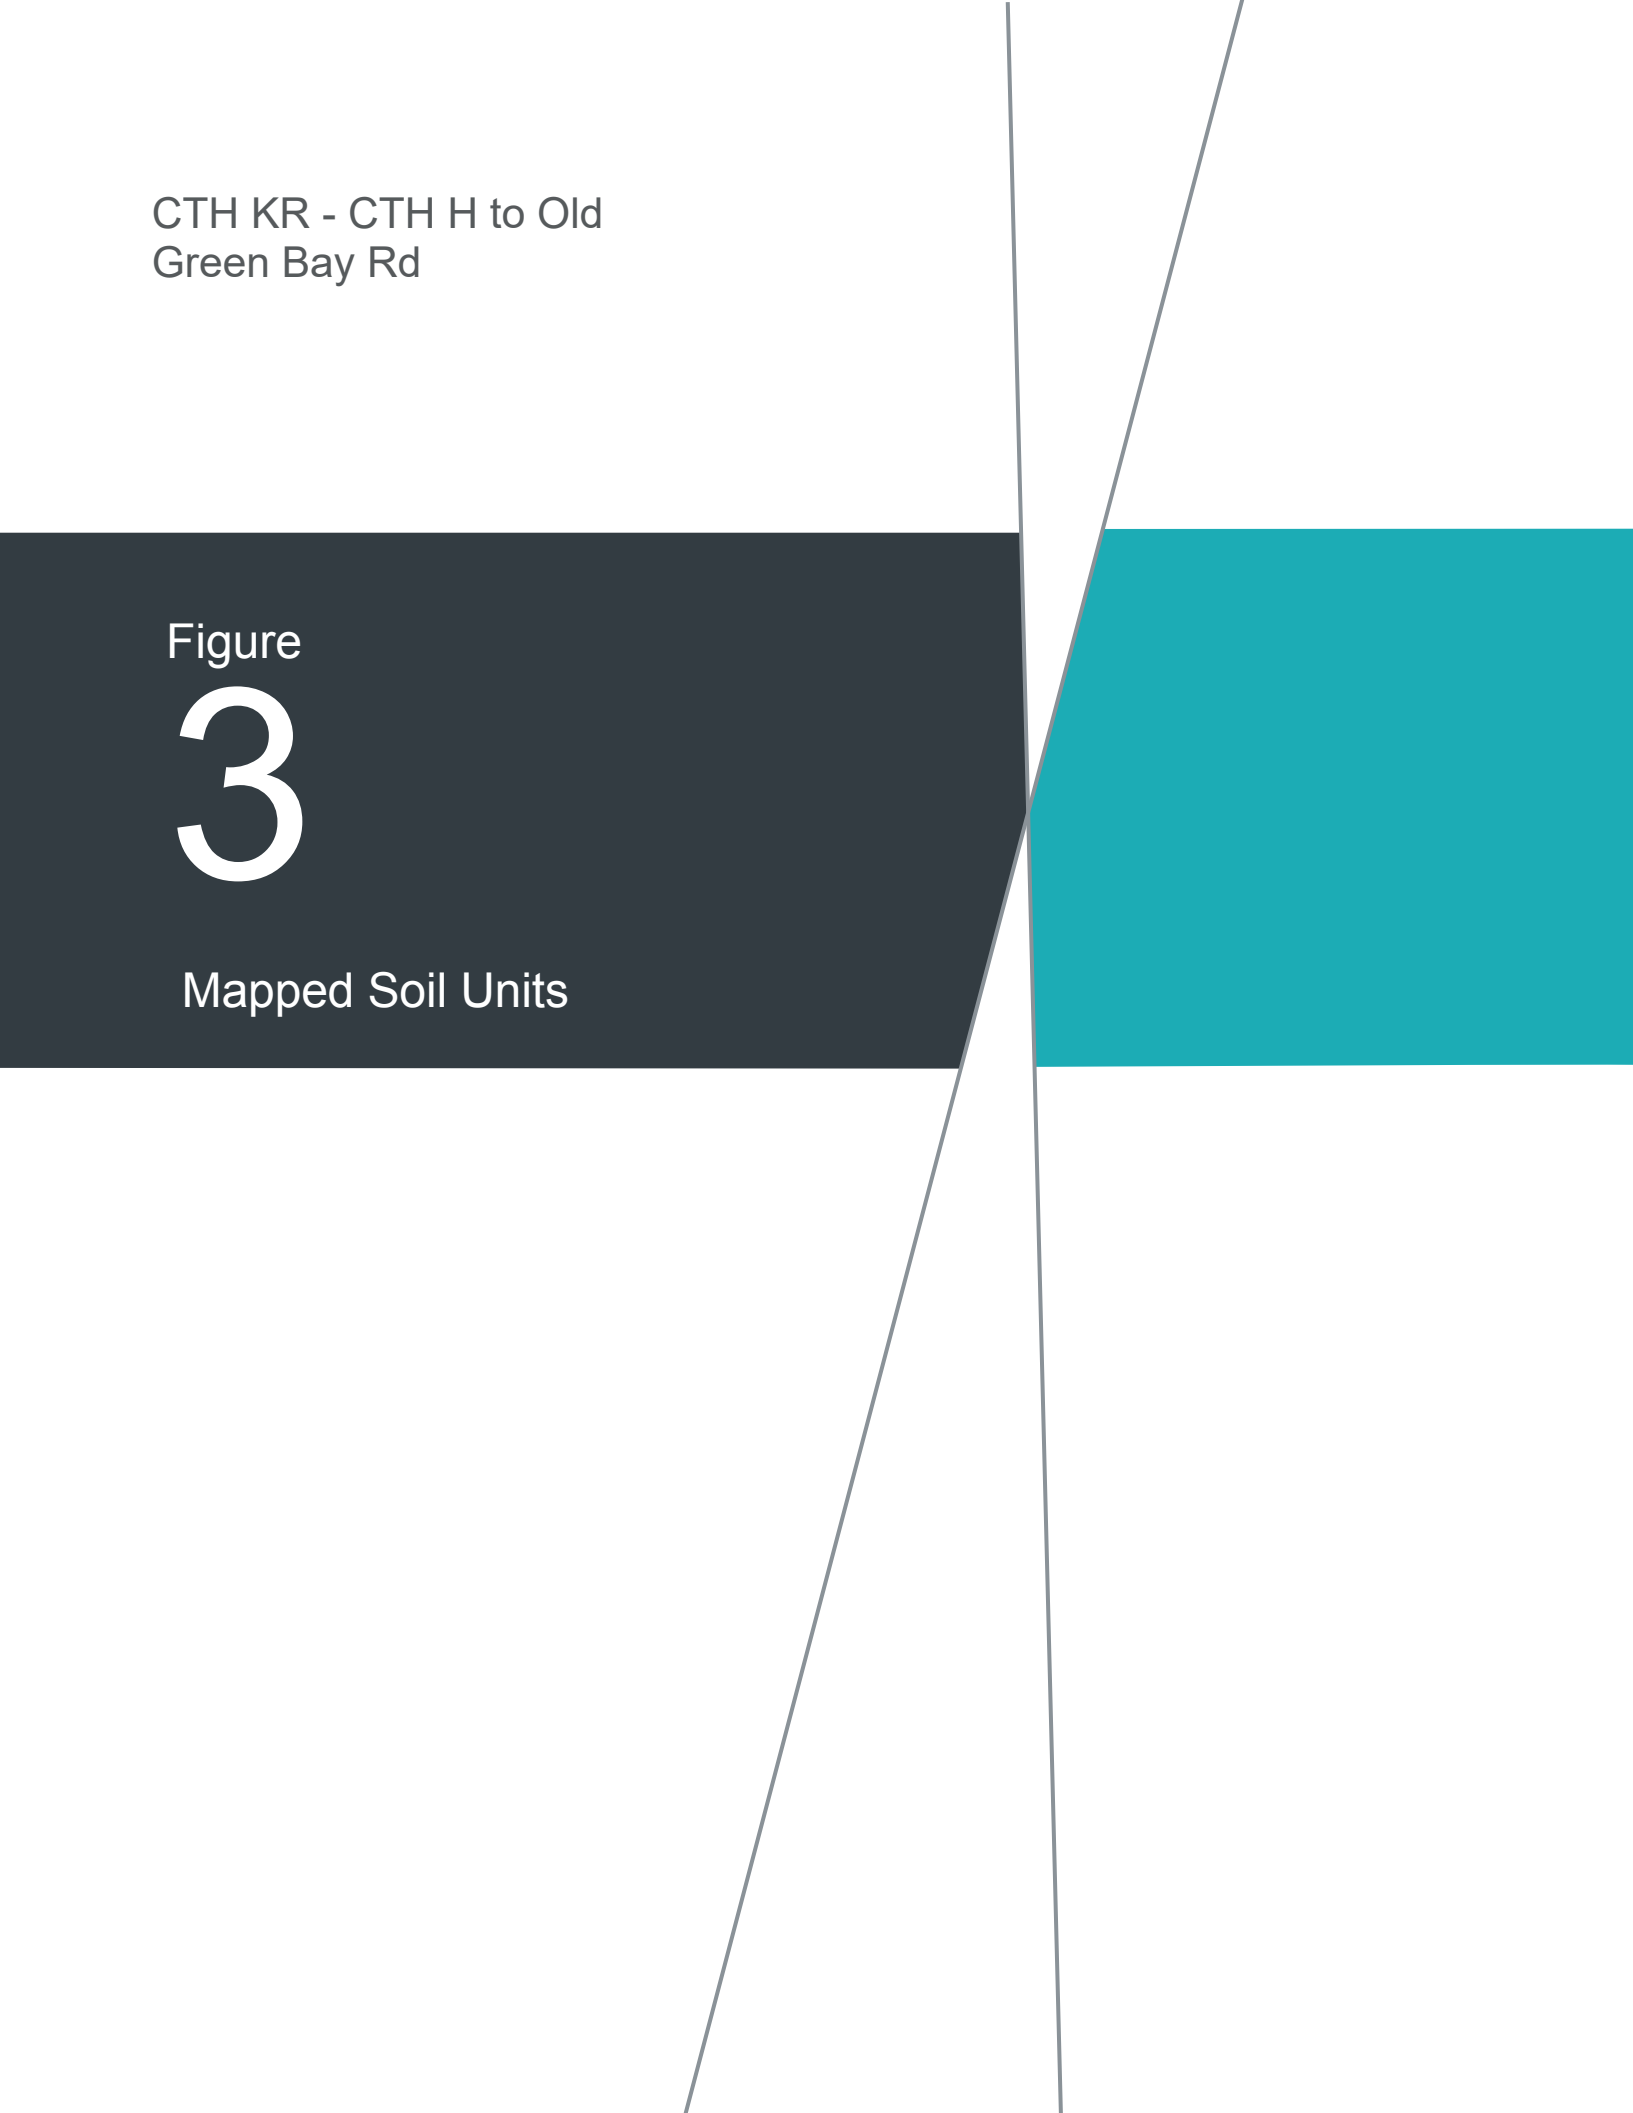 CTH KR - CTH H to Old
Green Bay Rd
Figure
3
Mapped Soil Units